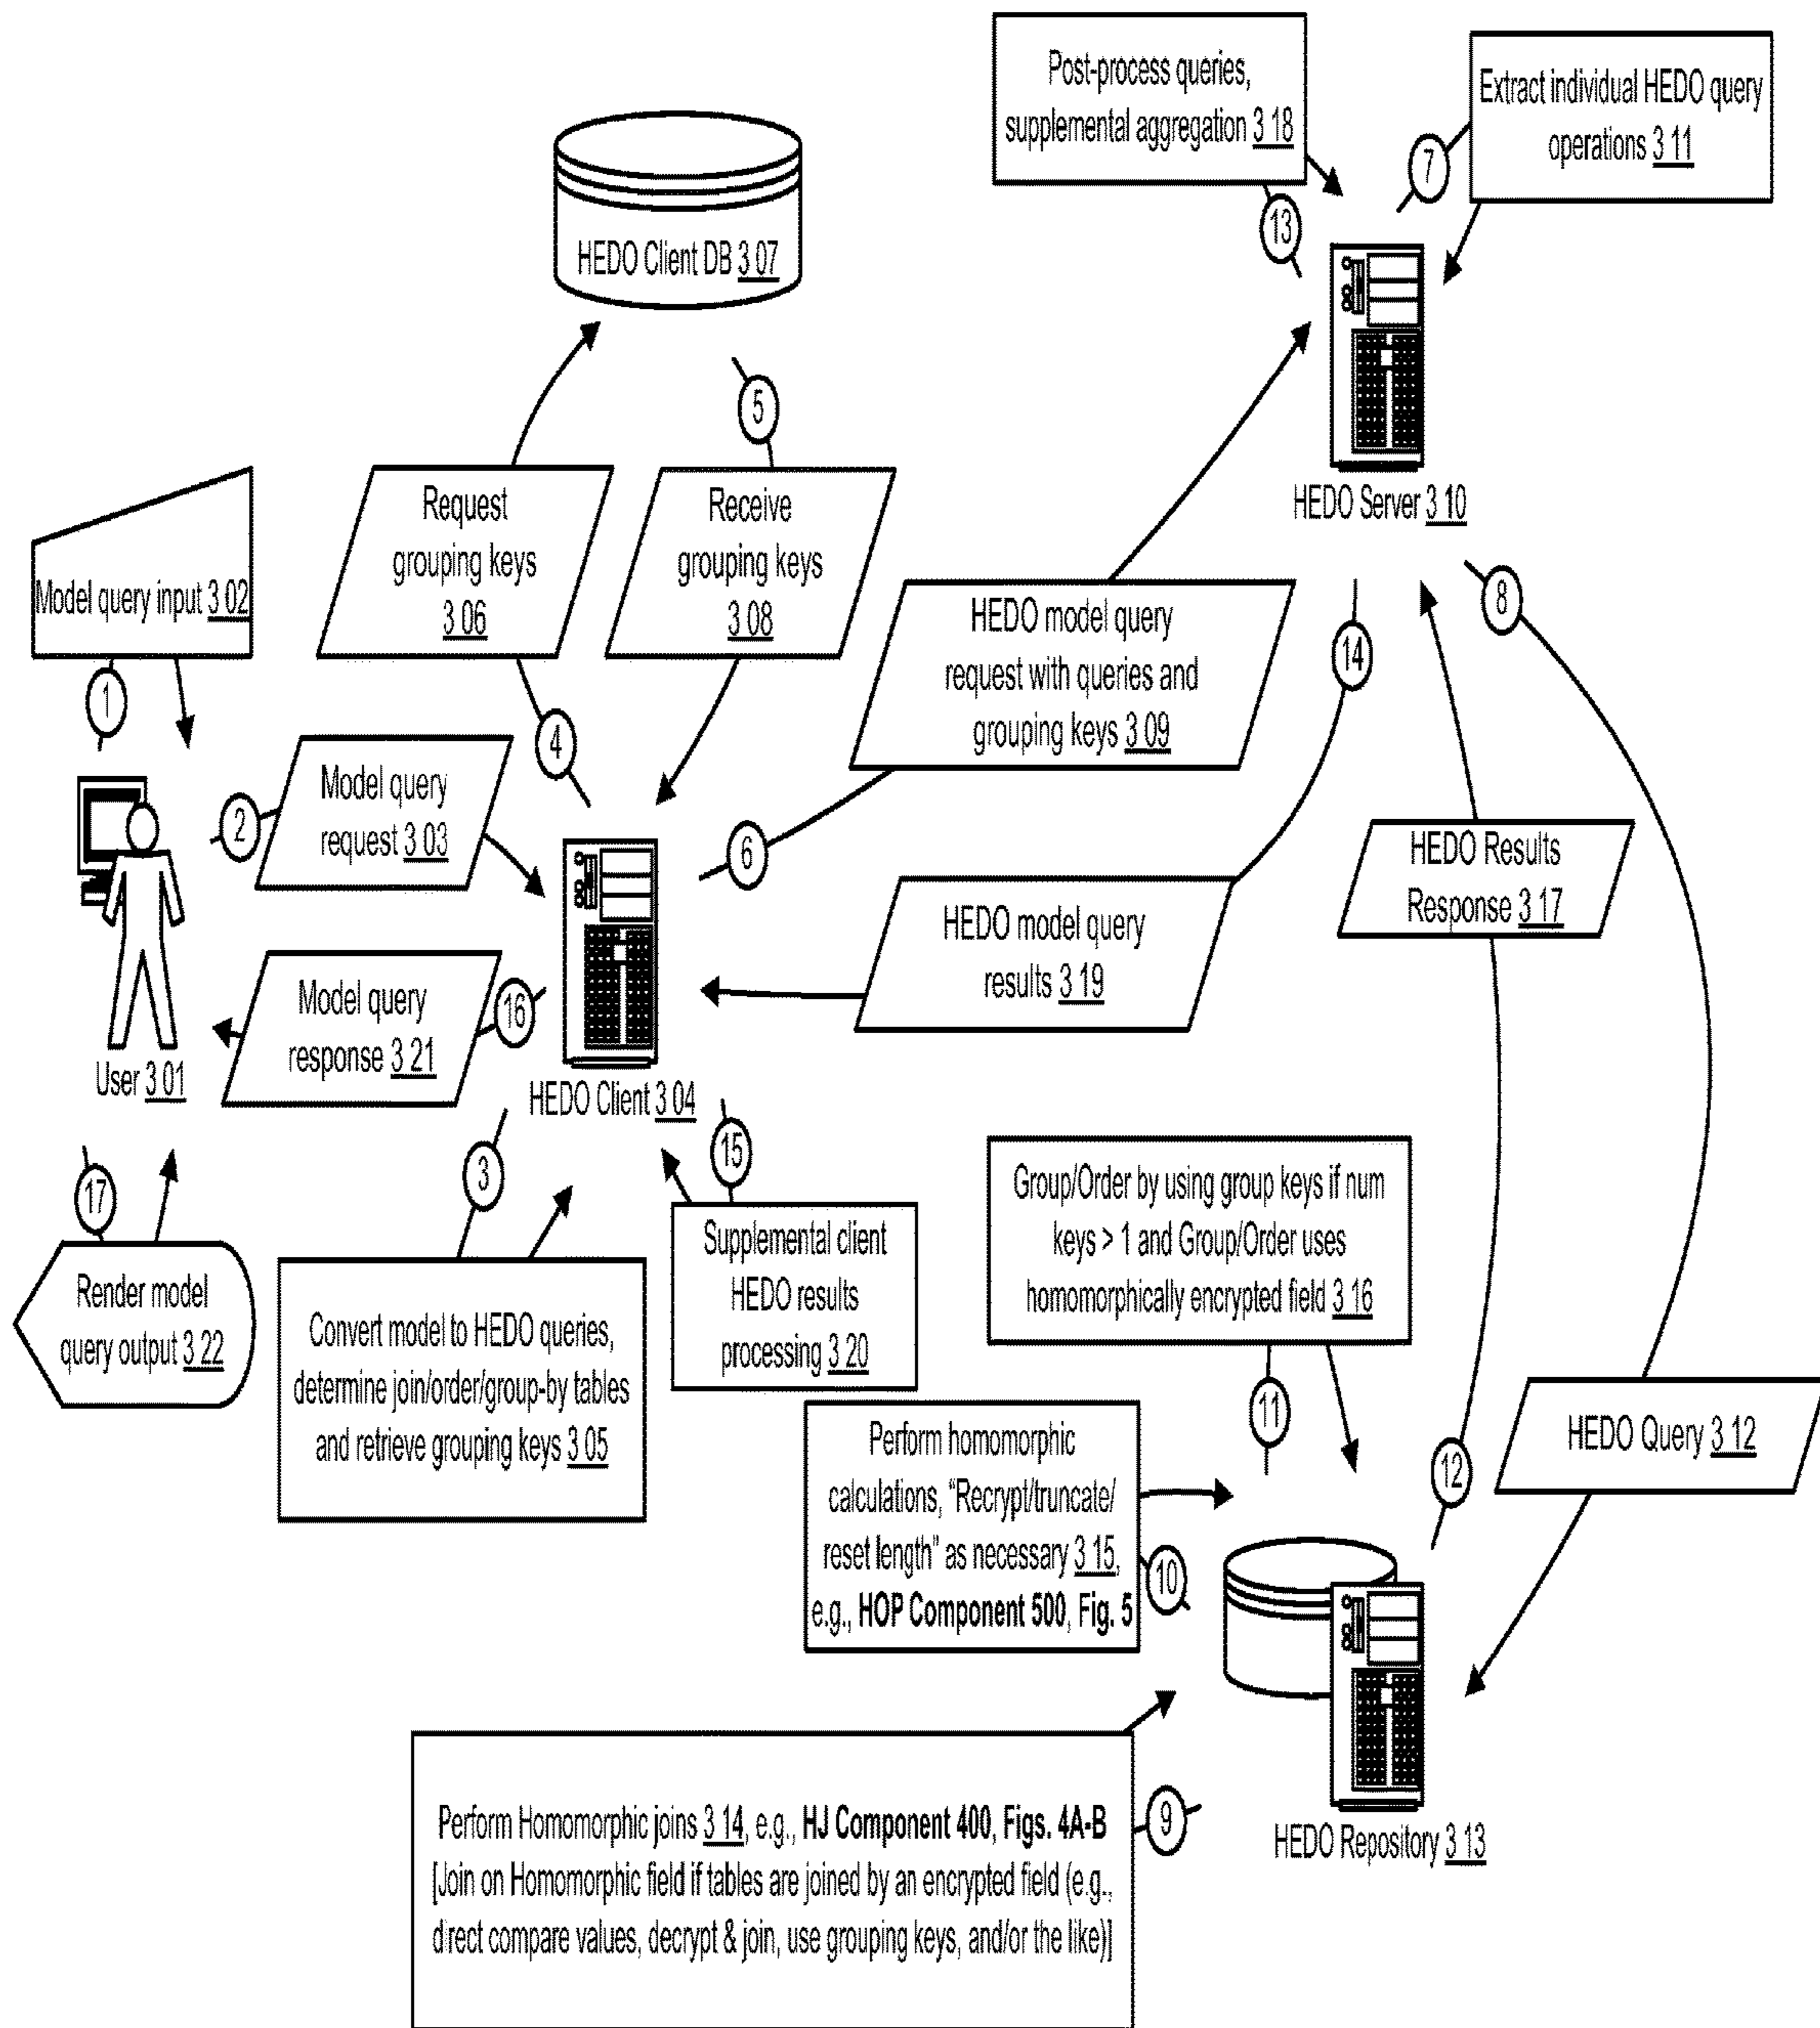 Post-process queries,
supplemental aggregation 3 18
Extract individual HEDO query
operations 3 11
7
13
HEDO Client DB 3 07
5
HEDO Server 3 10
Request
grouping keys
3 06
Receive
grouping keys
3 08
Model query input 3 02
8
HEDO model query
request with queries and
grouping keys 3 09
14
1
4
Model query
request 3 03
2
6
HEDO Results
Response 3 17
HEDO model query
results 3 19
Model query
response 3 21
16
User 3 01
HEDO Client 3 04
3
15
17
Group/Order by using group keys if num
keys > 1 and Group/Order uses
homomorphically encrypted field 3 16
Supplemental client
HEDO results
processing 3 20
Render model
query output 3 22
Convert model to HEDO queries,
determine join/order/group-by tables
and retrieve grouping keys 3 05
11
HEDO Query 3 12
12
Perform homomorphic
calculations, "Recrypt/truncate/
reset length" as necessary 3 15,
e.g., HOP Component 500, Fig. 5
10
Perform Homomorphic joins 3 14, e.g., HJ Component 400, Figs. 4A-B
[Join on Homomorphic field if tables are joined by an encrypted field (e.g.,
direct compare values, decrypt & join, use grouping keys, and/or the like)]
9
HEDO Repository 3 13